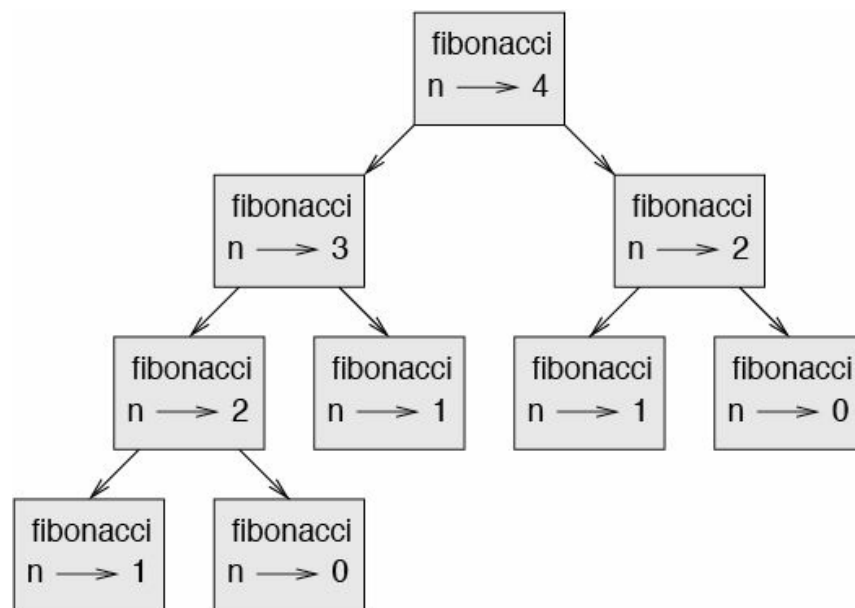 fibonacci
n → 4
fibonacci
n → 3
fibonacci
n → 2
fibonacci
n → 2
fibonacci
n → 1
fibonacci
n → 1
fibonacci
n → 0
fibonacci
n → 1
fibonacci
n → 0